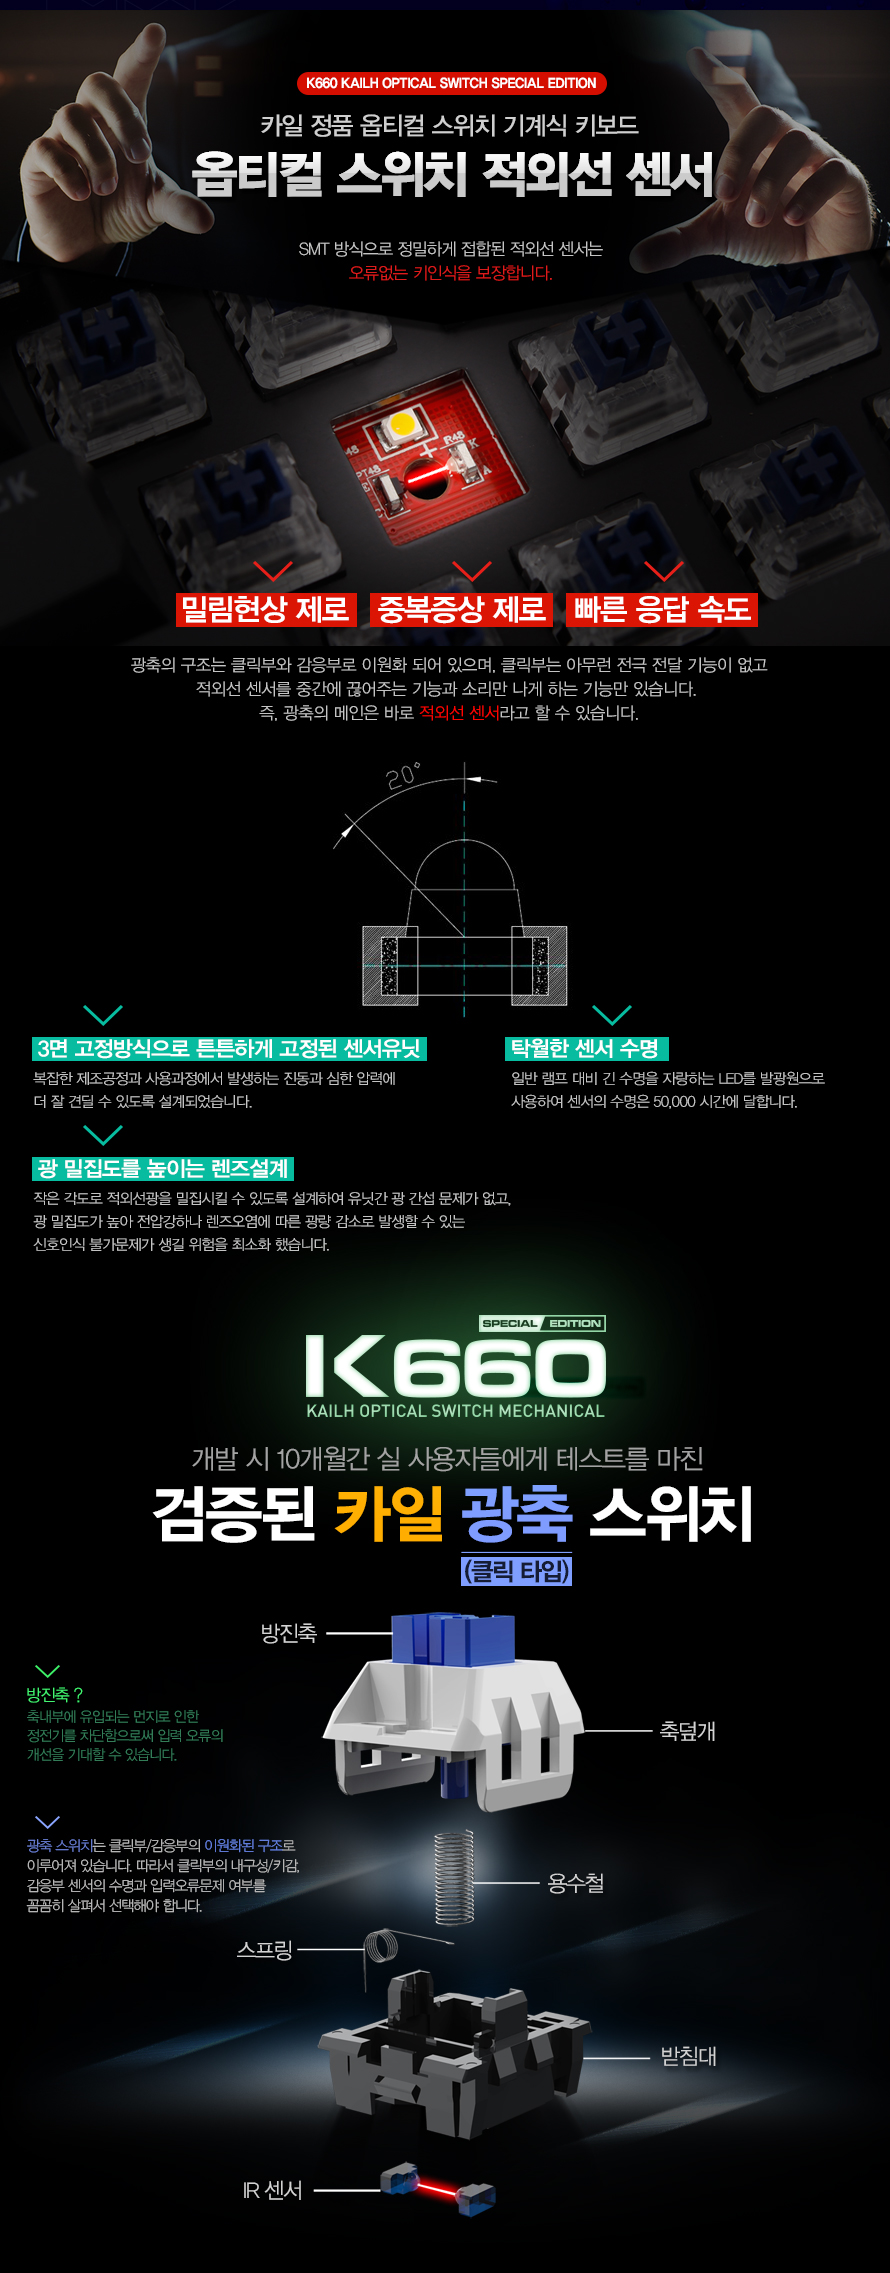 K660 KAILH OPTICAL SWITCH SPECIAL EDITION
카일 정품 옵티컬 스위치 기계식 키보드
옵티컬 스위치 적외선 센서
SMT 방식으로 정밀하게 접합된 적외선 센서는
오류없는 키인식을 보장합니다.
R48
K
A
C
밀림현상 제로
중복증상 제로
빠른 응답 속도
광축의 구조는 클릭부와 감응부로 이원화 되어 있으며, 클릭부는 아무런 전극 전달 기능이 없고
적외선 센서를 중간에 끊어주는 기능과 소리만 나게 하는 기능만 있습니다.
즉, 광축의 메인은 바로 적외선 센서라고 할 수 있습니다.
20°
3면 고정방식으로 튼튼하게 고정된 센서유닛
복잡한 제조공정과 사용과정에서 발생하는 진동과 심한 압력에
더 잘 견딜 수 있도록 설계되었습니다.
탁월한 센서 수명
일반 램프 대비 긴 수명을 자랑하는 LED를 발광원으로
사용하여 센서의 수명은 50,000 시간에 달합니다.
광 밀집도를 높이는 렌즈설계
작은 각도로 적외선광을 밀집시킬 수 있도록 설계하여 유닛간 광 간섭 문제가 없고,
광 밀집도가 높아 전압강하나 렌즈오염에 따른 광량 감소로 발생할 수 있는
신호인식 불가문제가 생길 위험을 최소화 했습니다.
SPECIAL EDITION
K660
KAILH OPTICAL SWITCH MECHANICAL
개발 시 10개월간 실 사용자들에게 테스트를 마친
검증된 카일 광축 스위치
(클릭 타입)
방진축
방진축 ?
축내부에 유입되는 먼지로 인한
정전기를 차단함으로써 입력 오류의
개선을 기대할 수 있습니다.
축덮개
광축 스위치는 클릭부/감응부의 이원화된 구조로
이루어져 있습니다. 따라서 클릭부의 내구성/키감,
감응부 센서의 수명과 입력오류문제 여부를
꼼꼼히 살펴서 선택해야 합니다.
용수철
스프링
받침대
IR 센서